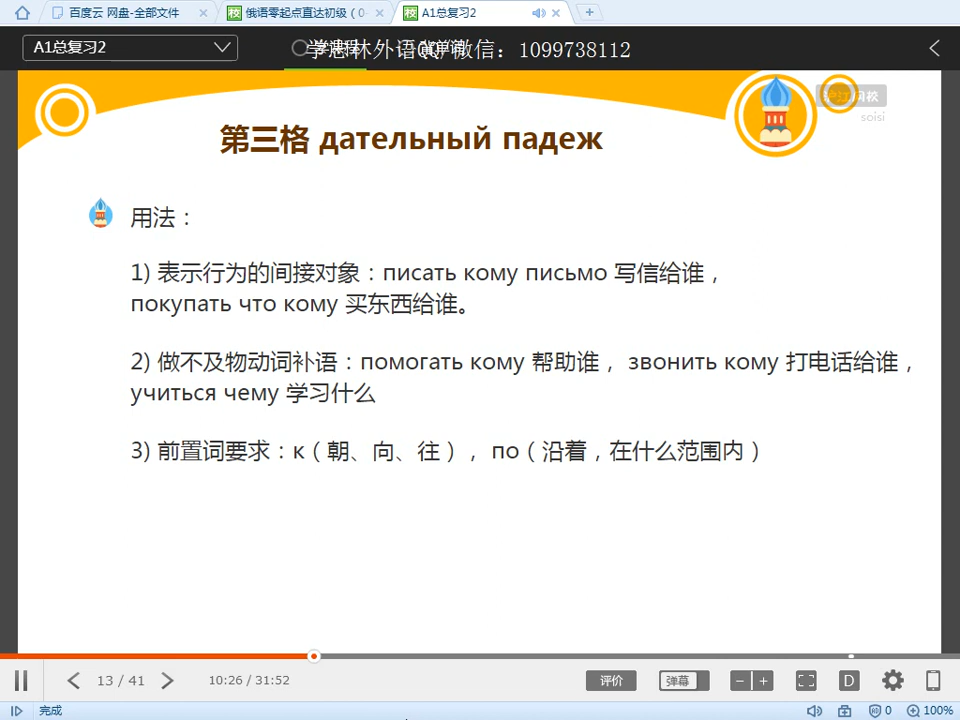 百度云 网盘-全部文件
俄语零起点直达初级（0-
A1总复习2
A1总复习2
学思林外语QQ/微信：1099738112
soisi
第三格 дательный падеж
用法：
1) 表示行为的间接对象：писать кому письмо 写信给谁，
покупать что кому 买东西给谁。
2) 做不及物动词补语：помогать кому 帮助谁， звонить кому 打电话给谁，
учиться чему 学习什么
3) 前置词要求：к（朝、向、往）， по（沿着，在什么范围内）
13 / 41
10:26 / 31:52
评价
弹幕
D
完成
0
100%